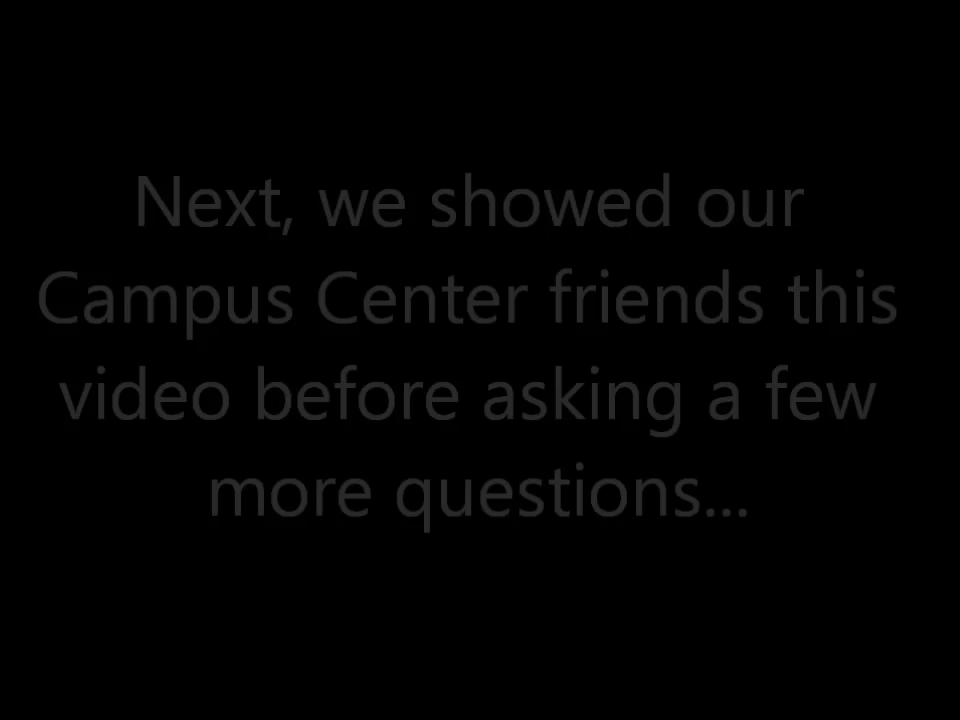 Next, we showed our
Campus Center friends this
video before asking a few
more questions...